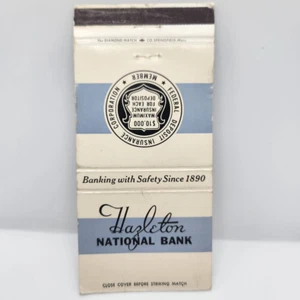 MEMBER
FEDERAL DEPOSIT INSURANCE CORPORATION
$10,000
MAXIMUM
INSURANCE
FOR EACH
DEPOSITOR
Banking with Safety Since 1890
Hazleton
NATIONAL BANK
CLOSE COVER BEFORE STRIKING MATCH